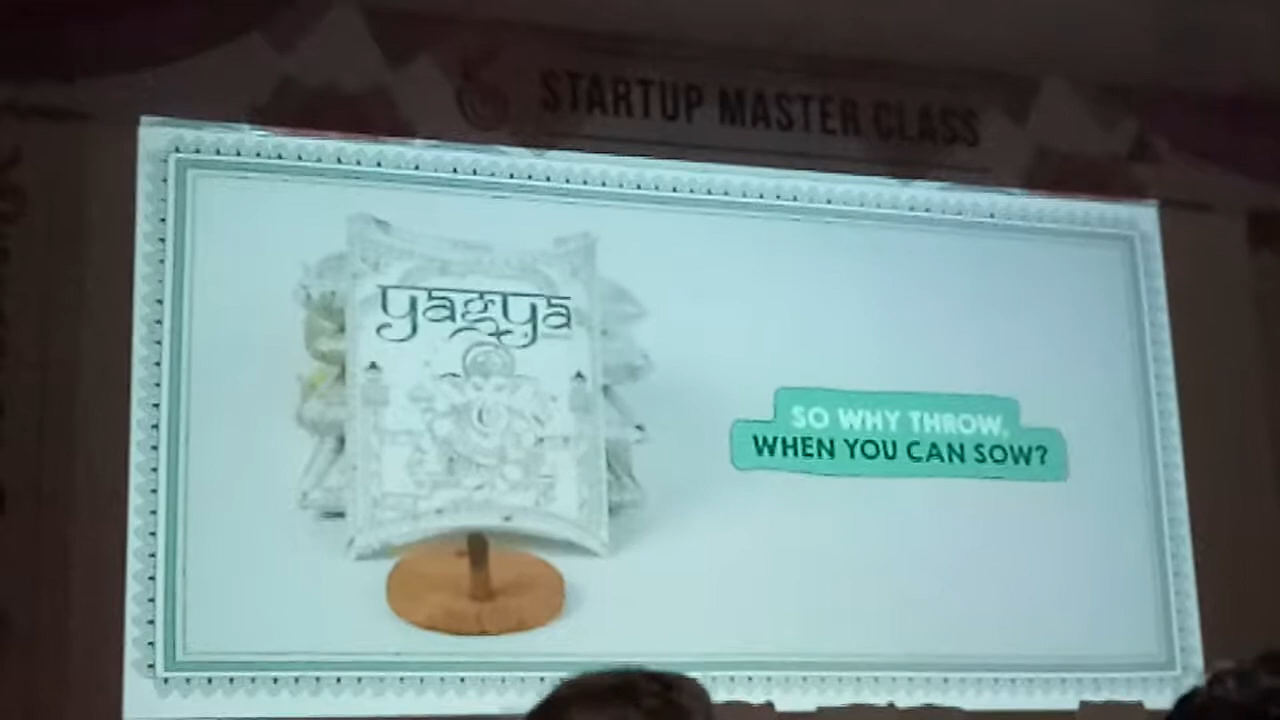 STARTUP MASTER CLASS
yagya
SO WHY THROW,
WHEN YOU CAN SOW?